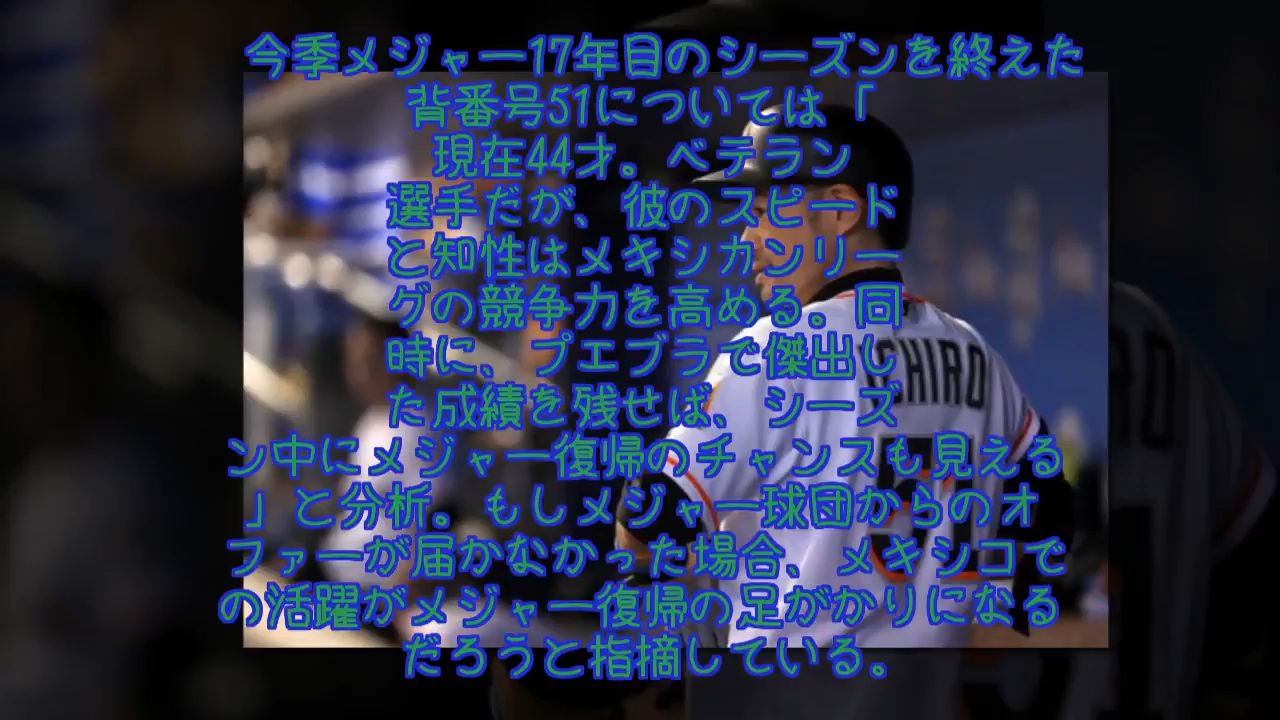 今季メジャー17年目のシーズンを終えた
背番号51については「
現在44才。ベテラン
選手だが、彼のスピード
と知性はメキシカンリー
グの競争力を高める。同
時に、プエブラで傑出し
た成績を残せば、シーズ
ン中にメジャー復帰のチャンスも見える
」と分析。もしメジャー球団からのオ
ファーが届かなかった場合、メキシコで
の活躍がメジャー復帰の足がかりになる
だろうと指摘している。
ICHIRO
51